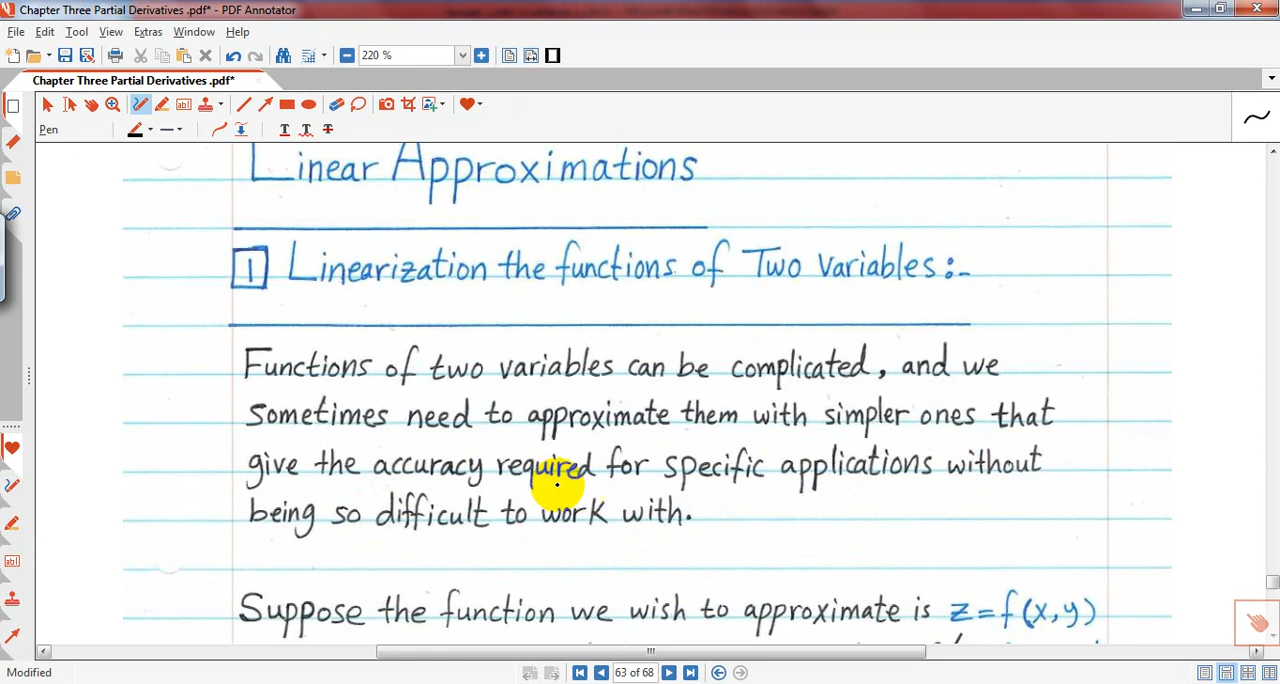 Chapter Three Partial Derivatives .pdf* - PDF Annotator
File Edit Tool View Extras Window Help
220 %
Chapter Three Partial Derivatives .pdf*
Pen
Linear Approximations
1 Linearization the functions of Two Variables:-
Functions of two variables can be complicated, and we
sometimes need to approximate them with simpler ones that
give the accuracy required for specific applications without
being so difficult to work with.
Suppose the function we wish to approximate is z=f(x,y)
Modified
63 of 68